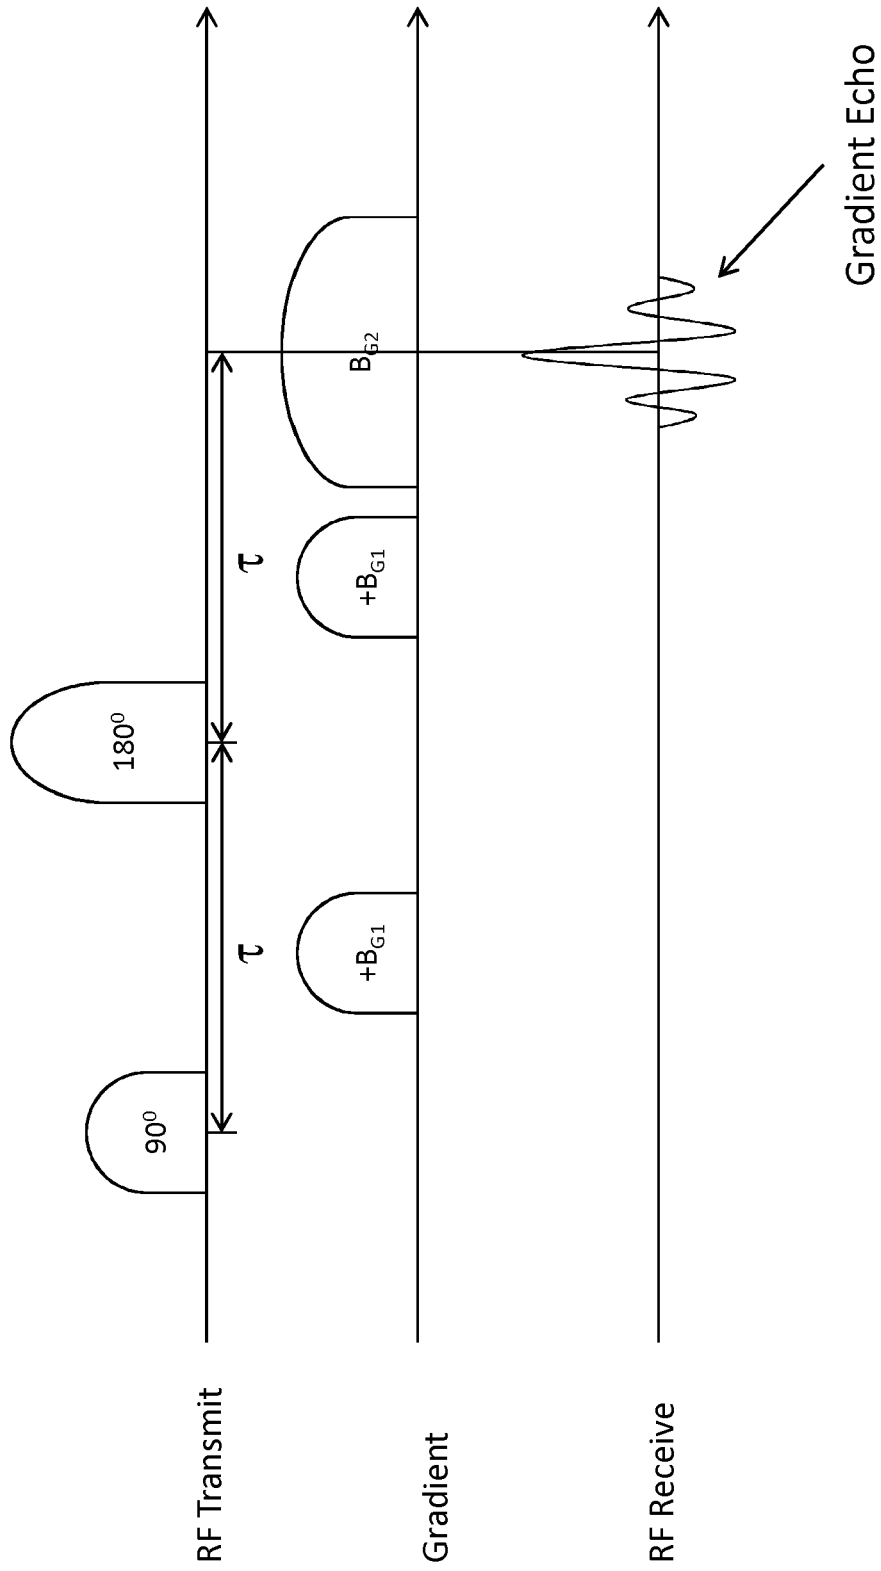 RF Transmit
90⁰
180⁰
τ
τ
Gradient
+B_G1
+B_G1
B_G2
RF Receive
Gradient Echo